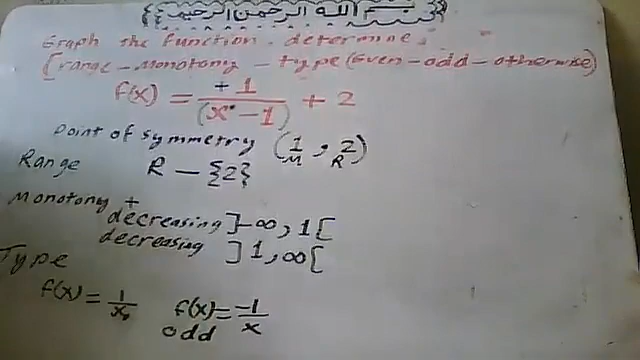 بسم الله الرحمن الرحيم
Graph the function. determine.
[range - monotony - type (Even - odd - otherwise)
f(x) = +1/(x - 1) + 2
point of symmetry (1, 2)
M R
Range R - {2}
monotony +
decreasing ]-∞, 1[
decreasing ]1, ∞[
Type
f(x) = 1/x f(x) = -1/x
odd